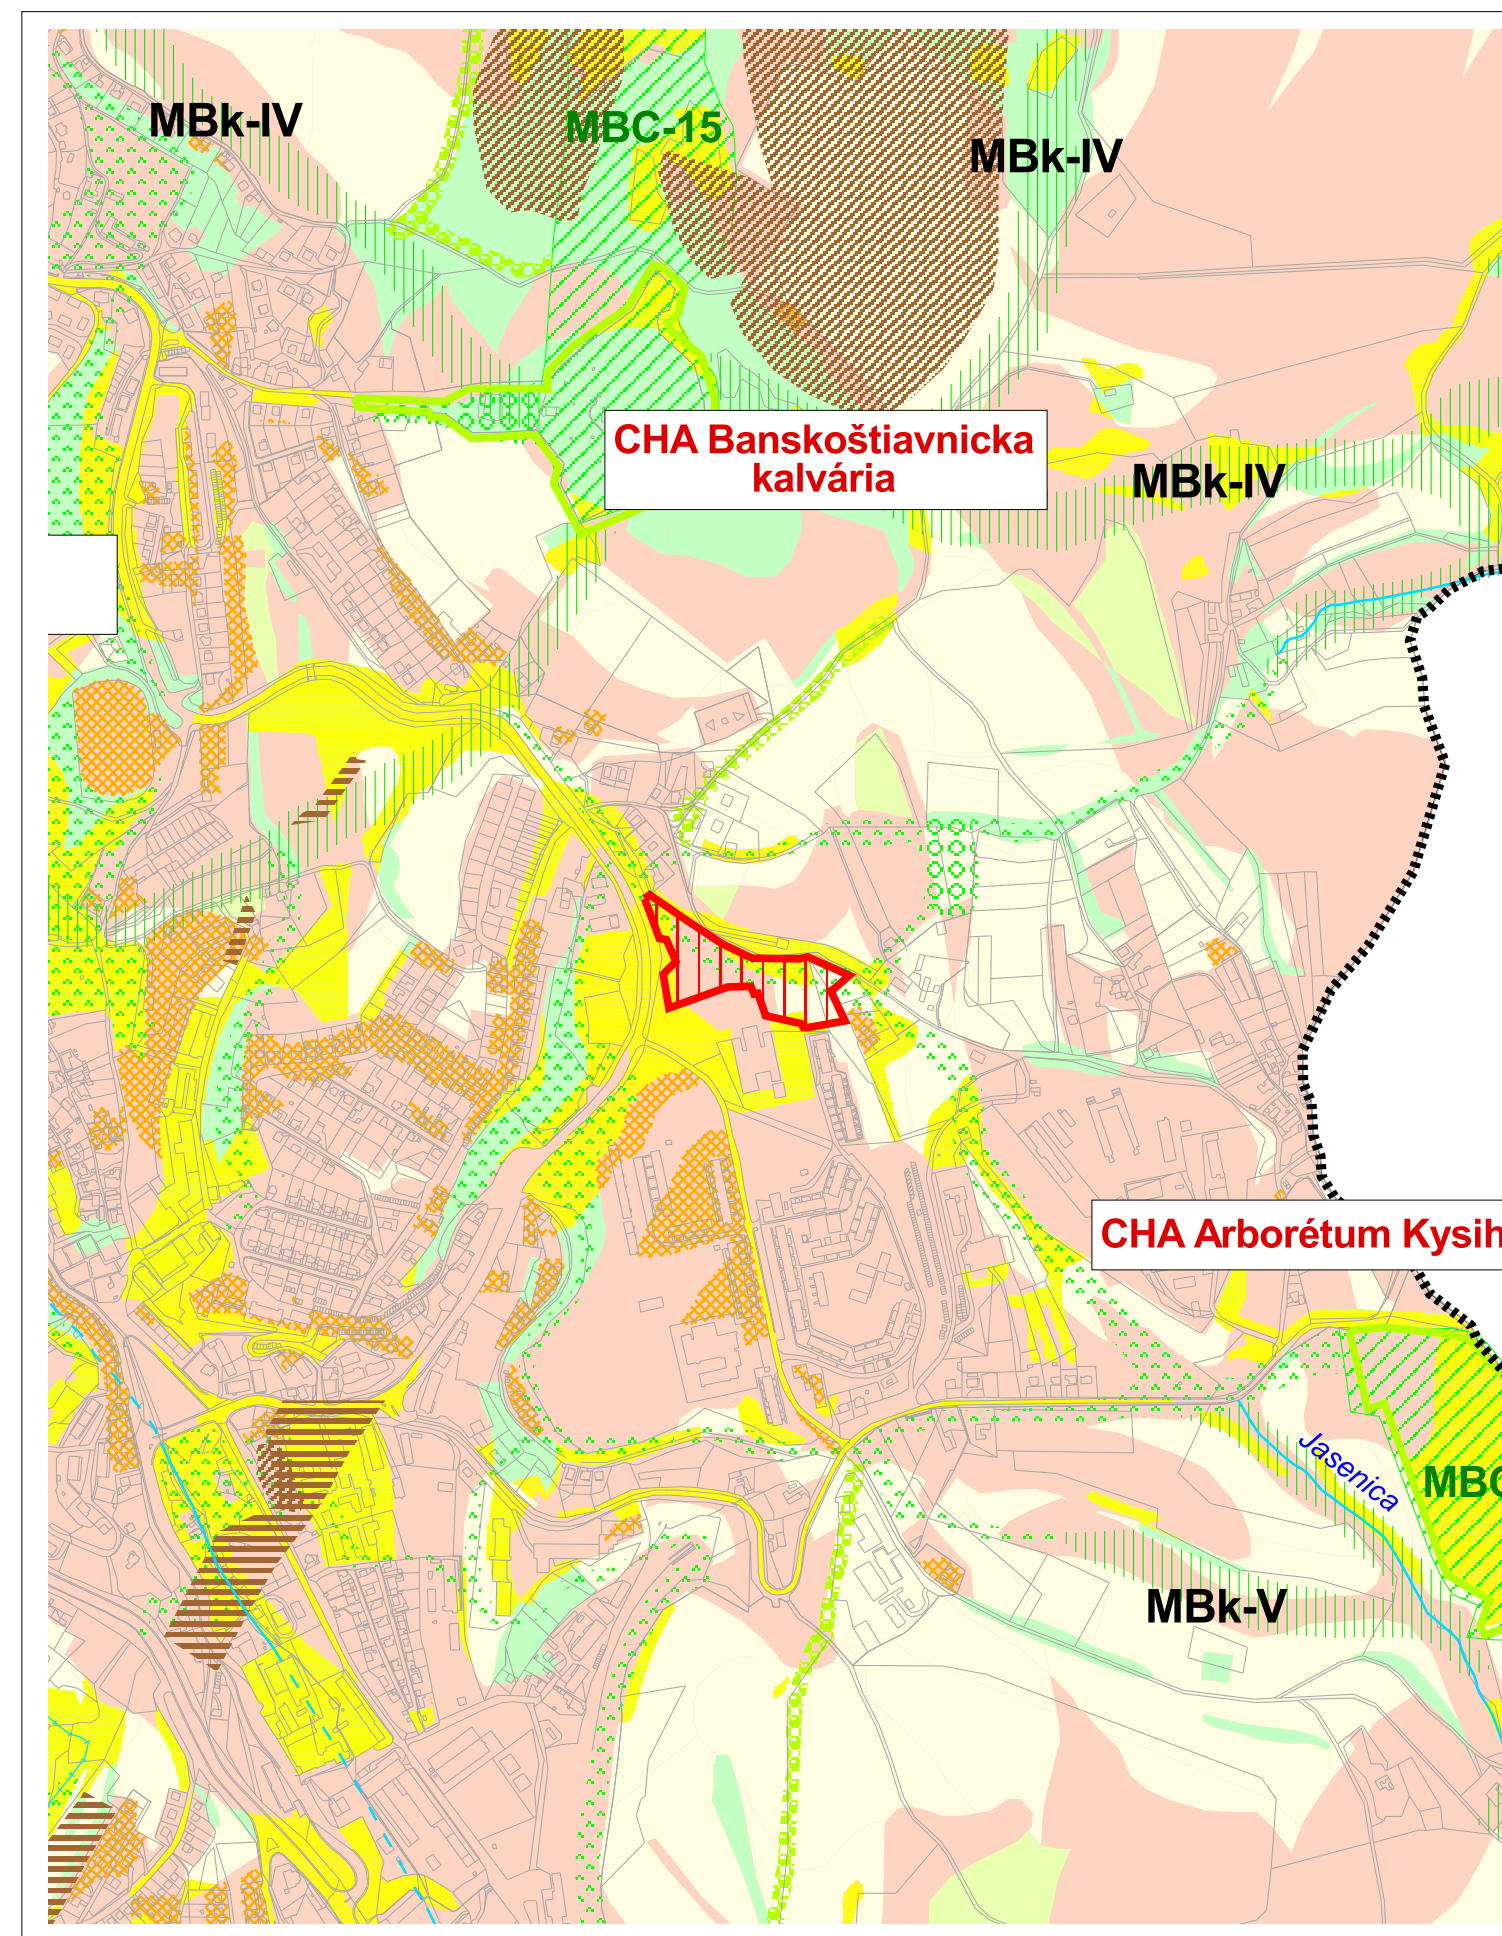 MBk-IV
MBC-15
MBk-IV
CHA Banskoštiavnicka
kalvária
MBk-IV
CHA Arborétum Kysih
Jasenica
MBC
MBk-V